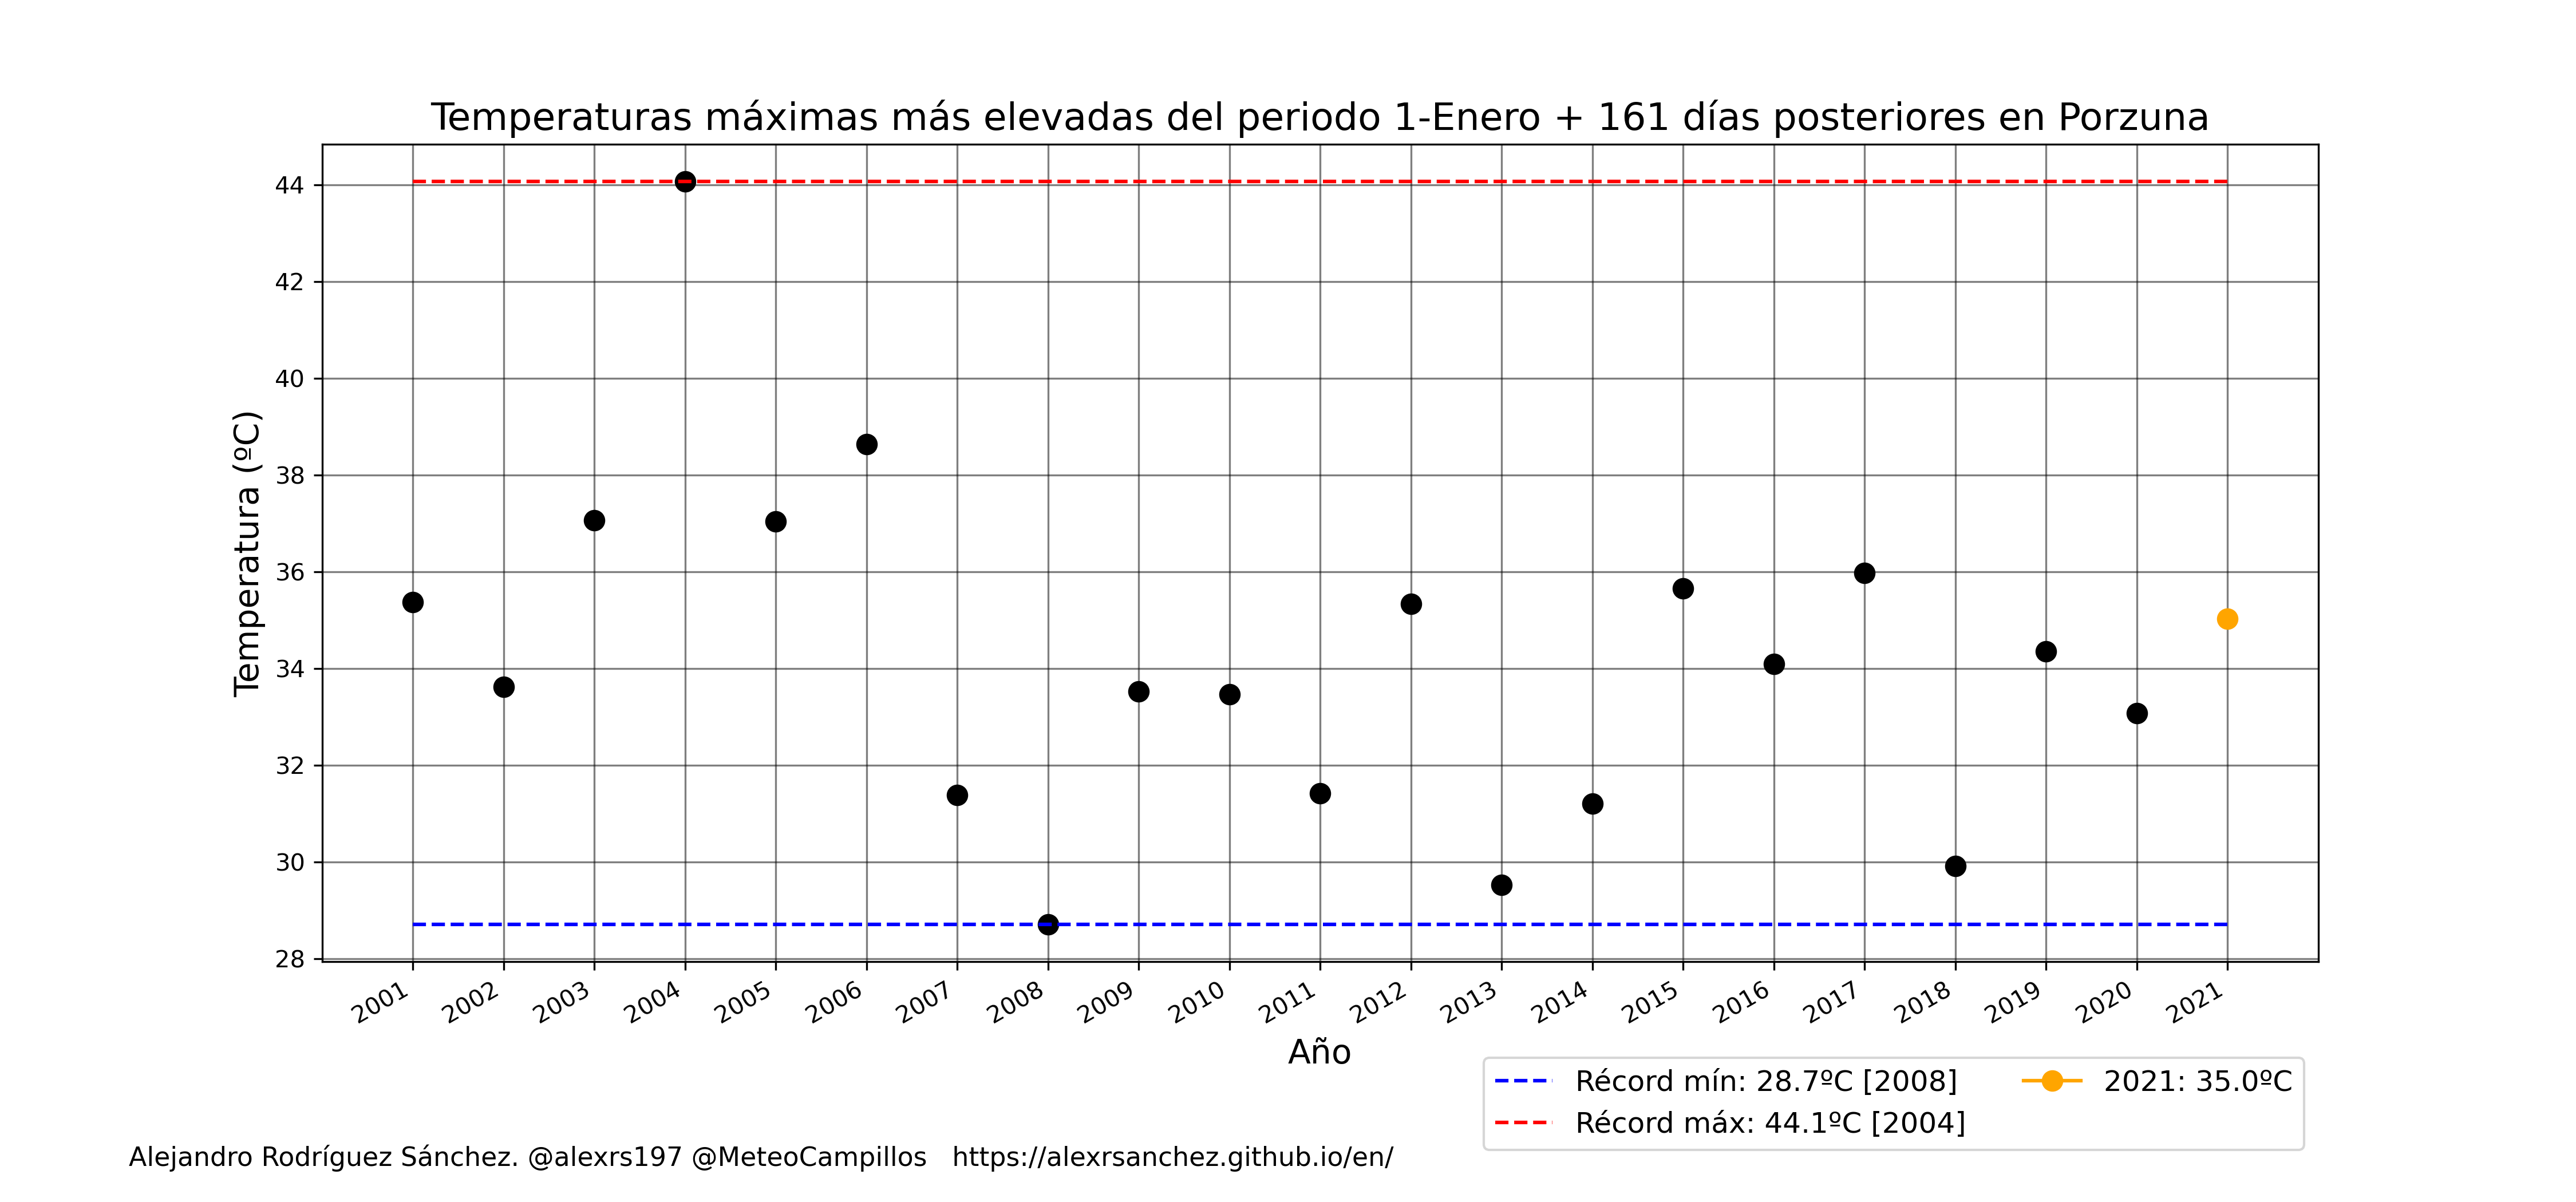 Temperaturas máximas más elevadas del periodo 1-Enero + 161 días posteriores en Porzuna
Temperatura (ºC)
44
42
40
38
36
34
32
30
28
2001 2002 2003 2004 2005 2006 2007 2008 2009 2010 2011 2012 2013 2014 2015 2016 2017 2018 2019 2020 2021
Año
Récord mín: 28.7ºC [2008]
Récord máx: 44.1ºC [2004]
2021: 35.0ºC
Alejandro Rodríguez Sánchez. @alexrs197 @MeteoCampillos https://alexrsanchez.github.io/en/